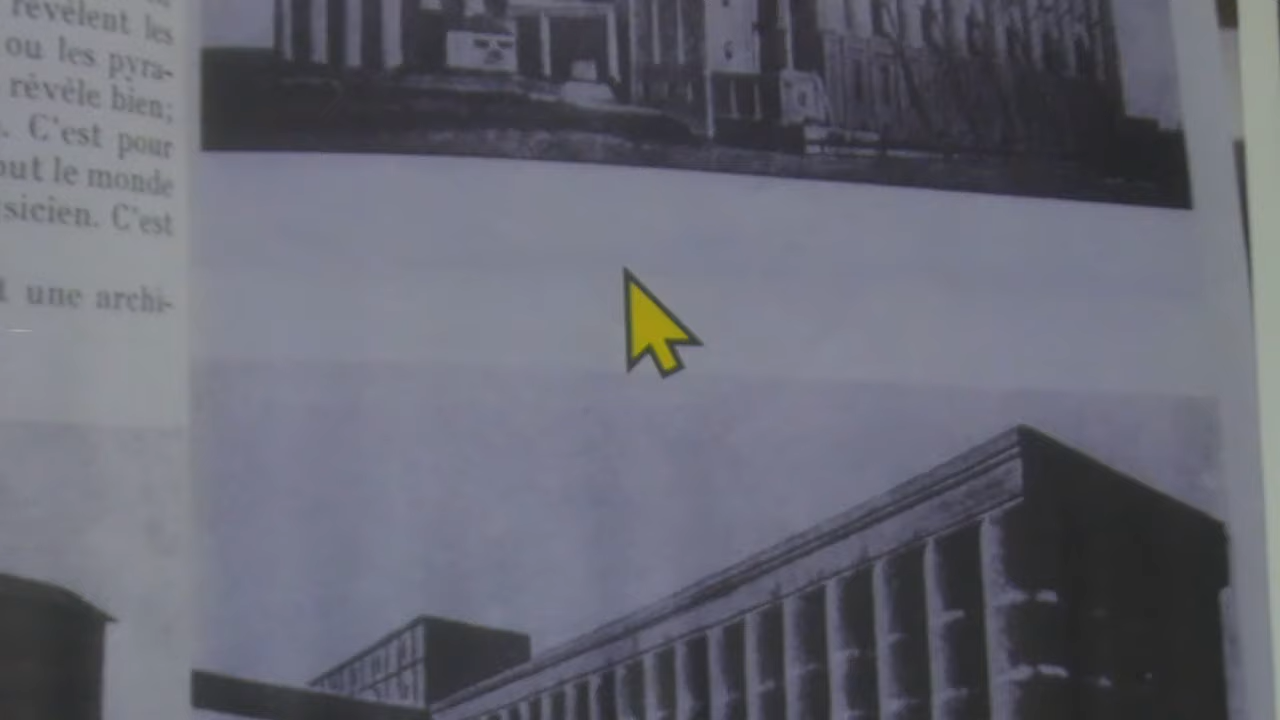 révèlent les
ou les pyra-
révèle bien;
. C'est pour
out le monde
sicien. C'est
une archi-